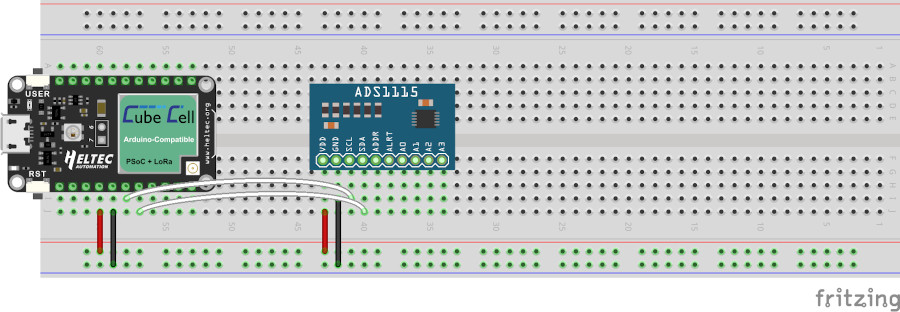 60
55
50
45
40
35
30
25
20
15
10
5
1
A
B
C
D
E
USER
Cube Cell
Arduino-Compatible
PSoC + LoRa
www.heltec.org
HELTEC
AUTOMATION
RST
ADS1115
VDD
GND
SCL
SDA
ADDR
ALRT
A0
A1
A2
A3
F
G
H
I
J
55
50
45
40
35
30
25
20
15
10
5
1
fritzing